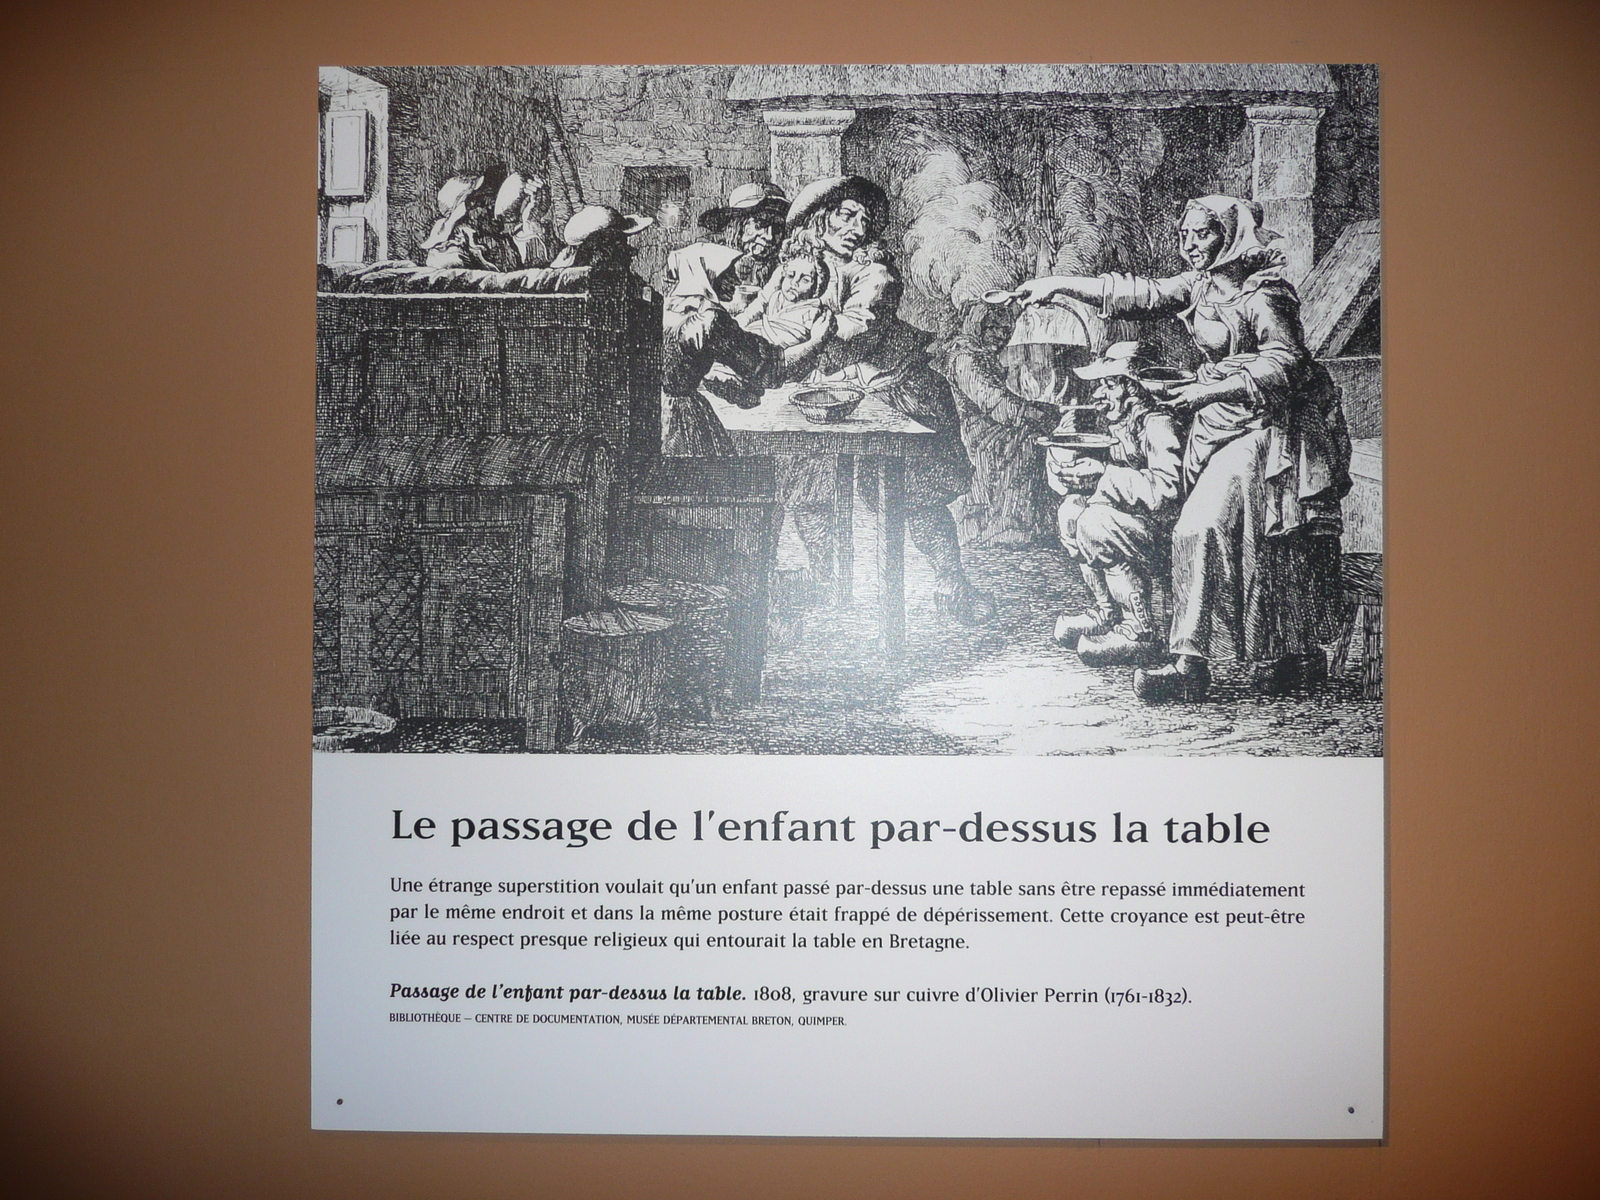 Le passage de l'enfant par-dessus la table
Une étrange superstition voulait qu'un enfant passé par-dessus une table sans être repassé immédiatement
par le même endroit et dans la même posture était frappé de dépérissement. Cette croyance est peut-être
liée au respect presque religieux qui entourait la table en Bretagne.
Passage de l'enfant par-dessus la table. 1808, gravure sur cuivre d'Olivier Perrin (1761-1832).
BIBLIOTHÈQUE – CENTRE DE DOCUMENTATION, MUSÉE DÉPARTEMENTAL BRETON, QUIMPER.